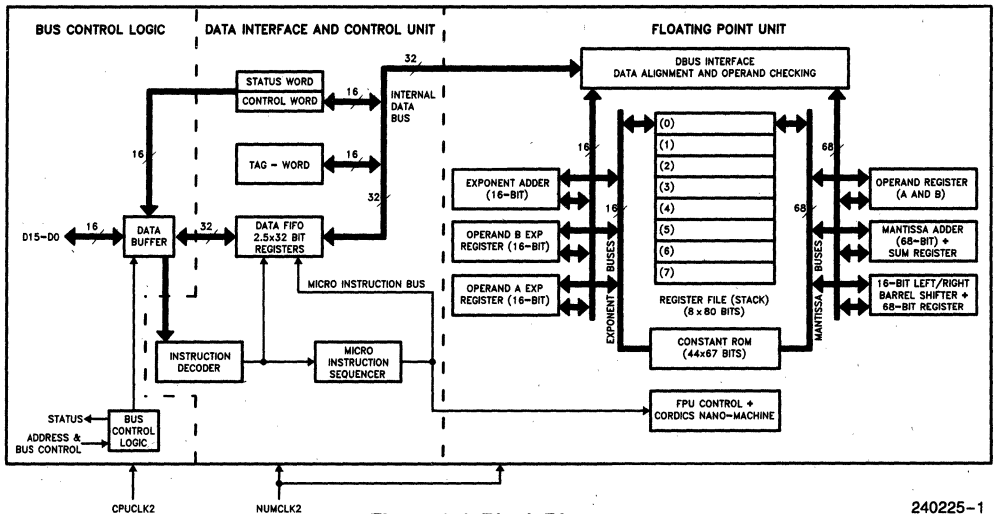 BUS CONTROL LOGIC
DATA INTERFACE AND CONTROL UNIT
FLOATING POINT UNIT
32
DBUS INTERFACE
DATA ALIGNMENT AND OPERAND CHECKING
STATUS WORD
CONTROL WORD
16
INTERNAL
DATA
BUS
16
TAG - WORD
16
32
D15-D0
16
DATA
BUFFER
32
DATA FIFO
2.5x32 BIT
REGISTERS
MICRO INSTRUCTION BUS
INSTRUCTION
DECODER
MICRO
INSTRUCTION
SEQUENCER
STATUS
ADDRESS &
BUS CONTROL
BUS
CONTROL
LOGIC
16
EXPONENT ADDER
(16-BIT)
OPERAND B EXP
REGISTER (16-BIT)
OPERAND A EXP
REGISTER (16-BIT)
16
EXPONENT BUSES
(0)
(1)
(2)
(3)
(4)
(5)
(6)
(7)
REGISTER FILE (STACK)
(8x80 BITS)
CONSTANT ROM
(44x67 BITS)
FPU CONTROL +
CORDICS NANO-MACHINE
68
68
MANTISSA BUSES
OPERAND REGISTER
(A AND B)
MANTISSA ADDER
(68-BIT) +
SUM REGISTER
16-BIT LEFT/RIGHT
BARREL SHIFTER +
68-BIT REGISTER
CPUCLK2
NUMCLK2
240225-1